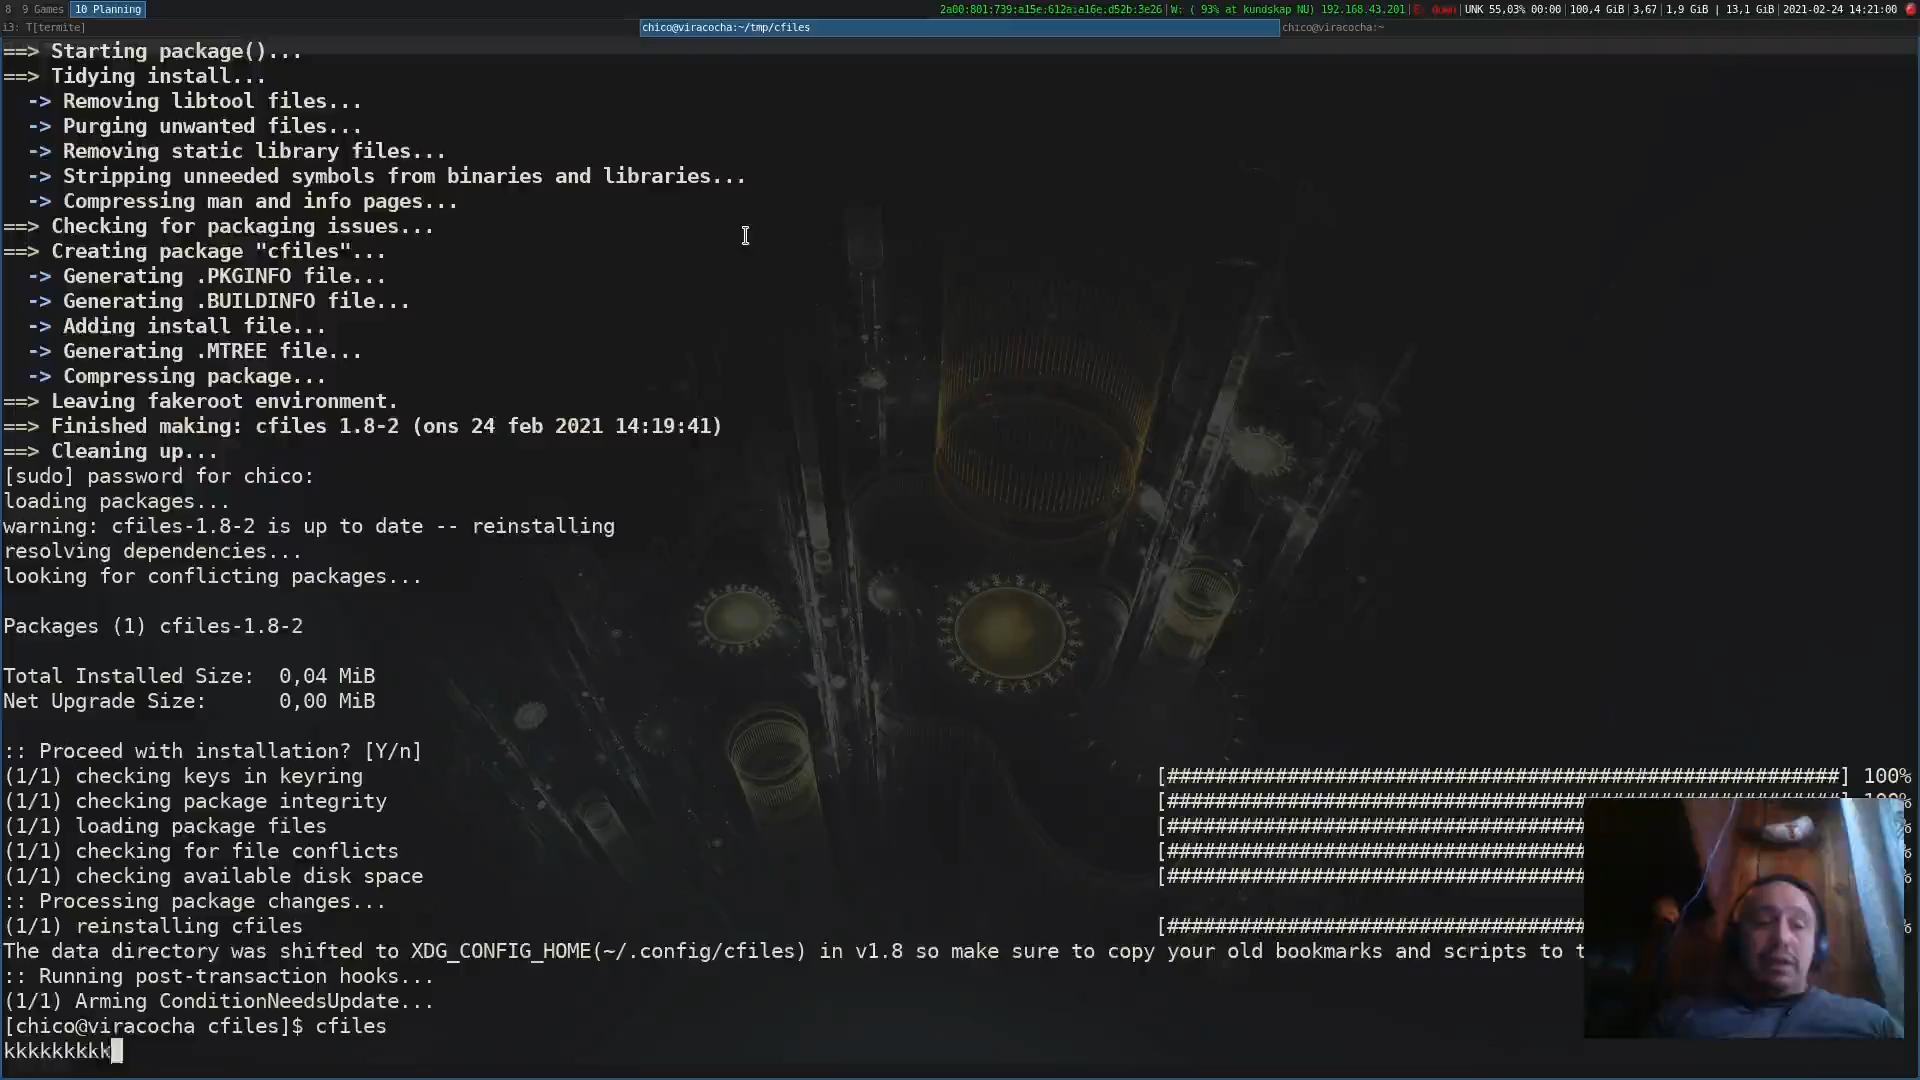 8 9 Games 10 Planning 2a00:801:739:a15e:612a:a16e:d52b:3e26 | W: ( 93% at kundskap NU) 192.168.43.201 | E: down | UNK 55,03% 00:00 | 100,4 GiB | 3,67 | 1,9 GiB | 13,1 GiB | 2021-02-24 14:21:00
i3: T[termite] chico@viracocha:~/tmp/cfiles chico@viracocha:~
==> Starting package()...
==> Tidying install...
-> Removing libtool files...
-> Purging unwanted files...
-> Removing static library files...
-> Stripping unneeded symbols from binaries and libraries...
-> Compressing man and info pages...
==> Checking for packaging issues...
==> Creating package "cfiles"...
-> Generating .PKGINFO file...
-> Generating .BUILDINFO file...
-> Adding install file...
-> Generating .MTREE file...
-> Compressing package...
==> Leaving fakeroot environment.
==> Finished making: cfiles 1.8-2 (ons 24 feb 2021 14:19:41)
==> Cleaning up...
[sudo] password for chico:
loading packages...
warning: cfiles-1.8-2 is up to date -- reinstalling
resolving dependencies...
looking for conflicting packages...
Packages (1) cfiles-1.8-2
Total Installed Size: 0,04 MiB
Net Upgrade Size: 0,00 MiB
:: Proceed with installation? [Y/n]
(1/1) checking keys in keyring [########################################################] 100%
(1/1) checking package integrity [########################################################] 100%
(1/1) loading package files [###################################
(1/1) checking for file conflicts [###################################
(1/1) checking available disk space [###################################
:: Processing package changes...
(1/1) reinstalling cfiles [###################################
The data directory was shifted to XDG_CONFIG_HOME(~/.config/cfiles) in v1.8 so make sure to copy your old bookmarks and scripts to t
:: Running post-transaction hooks...
(1/1) Arming ConditionNeedsUpdate...
[chico@viracocha cfiles]$ cfiles
kkkkkkkkk